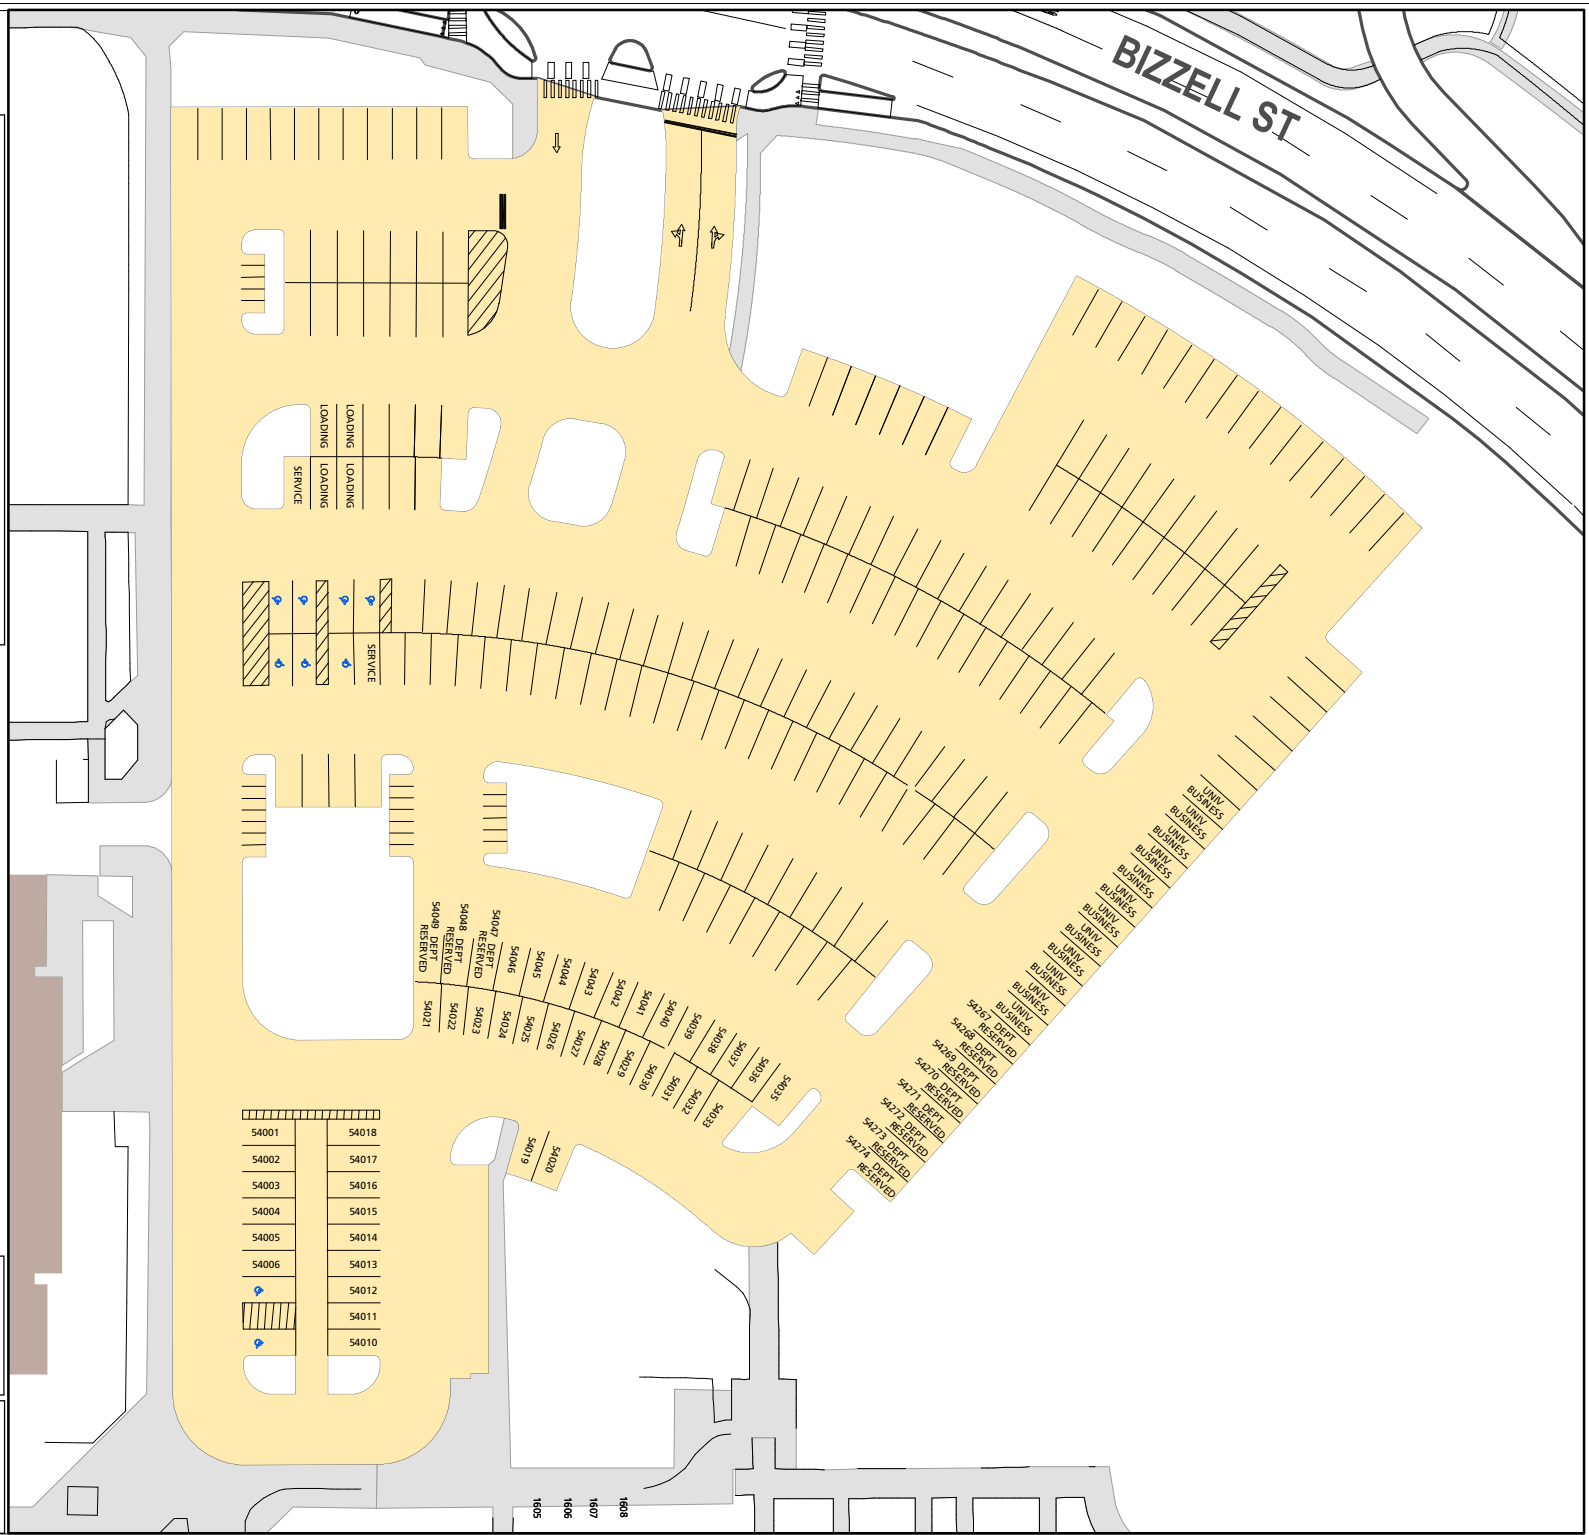 BIZZELL ST
LOADING
LOADING
SERVICE
LOADING
LOADING
SERVICE
UNIV
BUSINESS
UNIV
BUSINESS
UNIV
BUSINESS
UNIV
BUSINESS
UNIV
BUSINESS
UNIV
BUSINESS
UNIV
BUSINESS
UNIV
BUSINESS
UNIV
BUSINESS
UNIV
BUSINESS
UNIV
BUSINESS
UNIV
BUSINESS
54267 DEPT
RESERVED
54268 DEPT
RESERVED
54269 DEPT
RESERVED
54270 DEPT
RESERVED
54271 DEPT
RESERVED
54272 DEPT
RESERVED
54273 DEPT
RESERVED
54274 DEPT
RESERVED
54049 DEPT
RESERVED
54048 DEPT
RESERVED
54047 DEPT
RESERVED
54046
54045
54044
54043
54042
54041
54040
54039
54038
54037
54036
54035
54021
54022
54023
54024
54025
54026
54027
54028
54029
54030
54031
54032
54033
54019
54020
54001
54018
54002
54017
54003
54016
54004
54015
54005
54014
54006
54013
54012
54011
54010
1605
1606
1607
1608